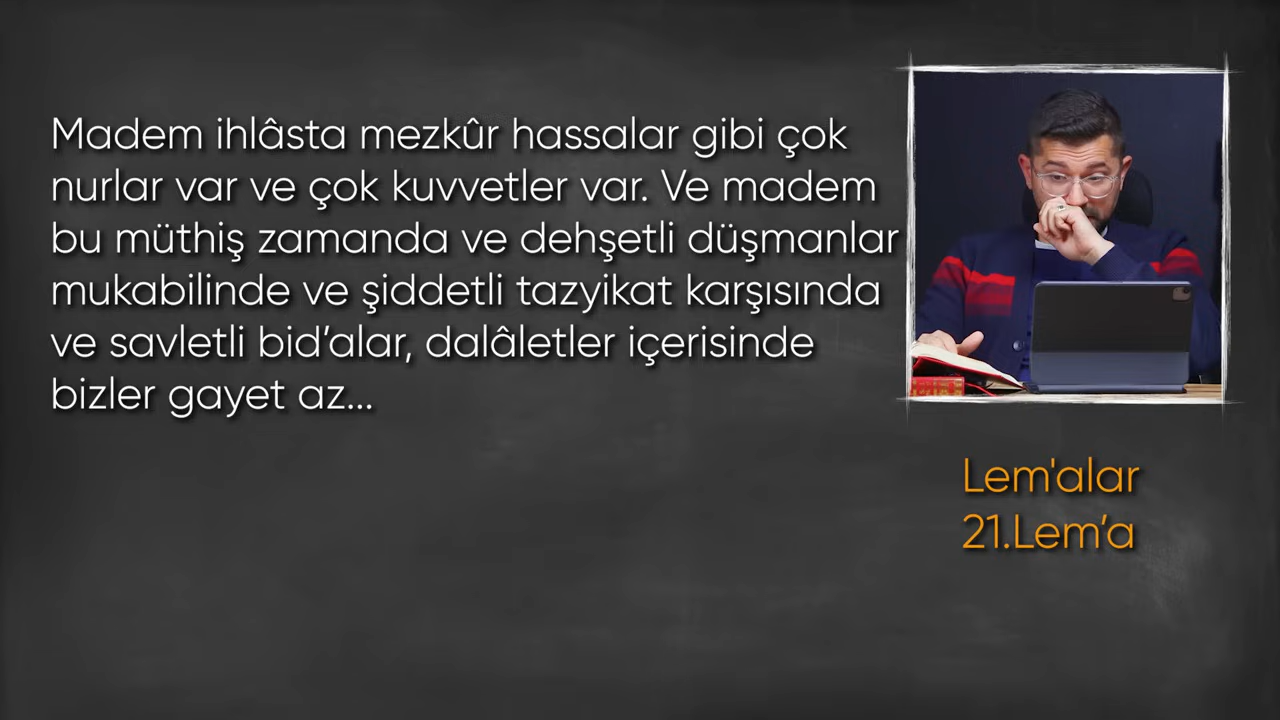 Madem ihlâsta mezkûr hassalar gibi çok
nurlar var ve çok kuvvetler var. Ve madem
bu müthiş zamanda ve dehşetli düşmanlar
mukabilinde ve şiddetli tazyikat karşısında
ve savletli bid’alar, dalâletler içerisinde
bizler gayet az...
Lem'alar
21.Lem’a